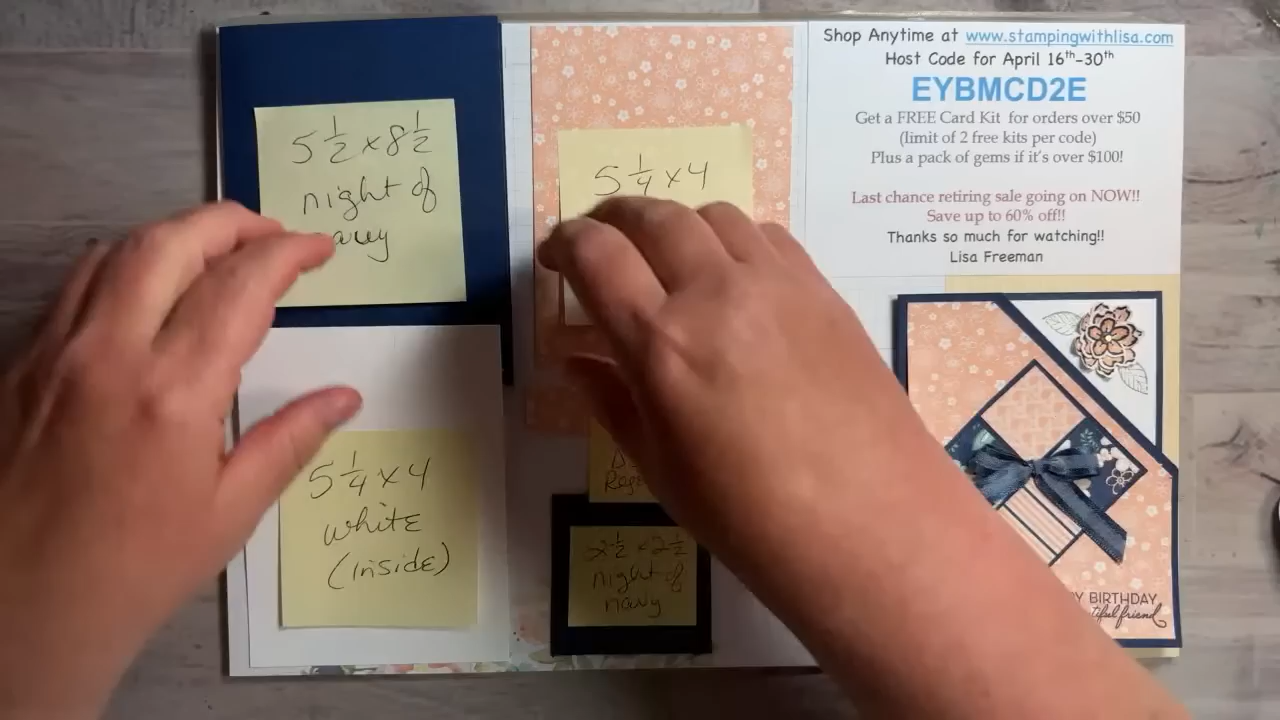 5 1/2 x 8 1/2
night of
5 1/4 x 4
white
(inside)
5 1/4 x 4
2 1/2 x 2 1/2
night of
navy
Shop Anytime at www.stampingwithlisa.com
Host Code for April 16th-30th
EYBMCD2E
Get a FREE Card Kit for orders over $50
(limit of 2 free kits per code)
Plus a pack of gems if it's over $100!
Last chance retiring sale going on NOW!!
Save up to 60% off!!
Thanks so much for watching!!
Lisa Freeman
BIRTHDAY
friend